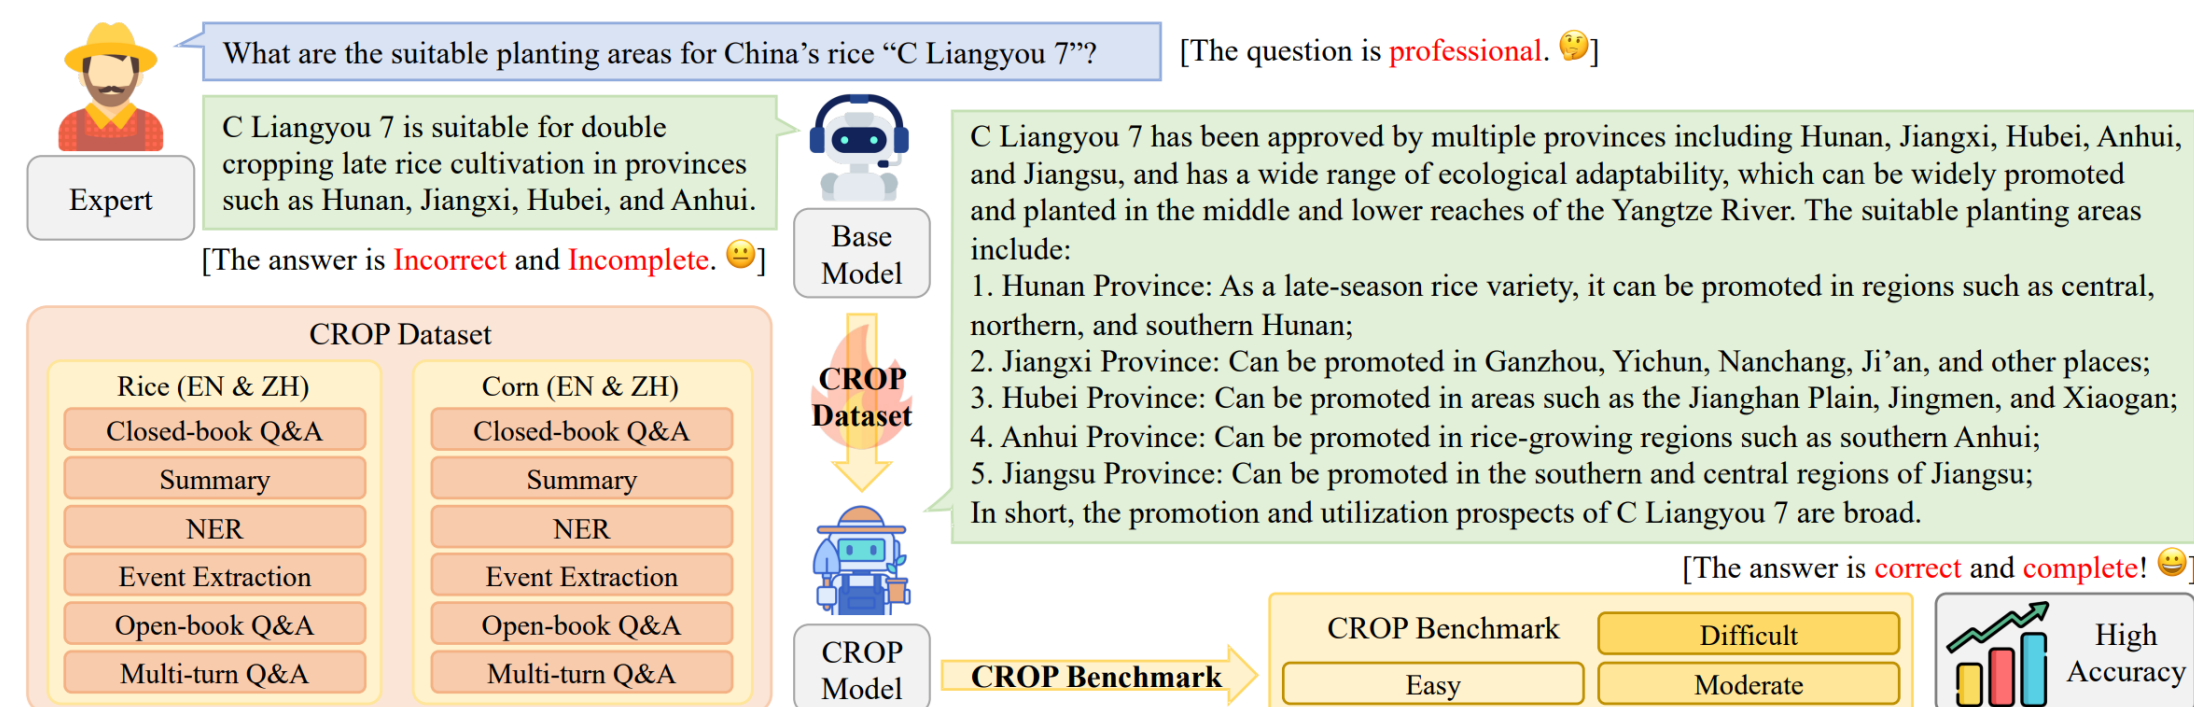 What are the suitable planting areas for China's rice “C Liangyou 7”?
[The question is professional. 🤔]
Expert
C Liangyou 7 is suitable for double
cropping late rice cultivation in provinces
such as Hunan, Jiangxi, Hubei, and Anhui.
[The answer is Incorrect and Incomplete. 😐]
Base
Model
C Liangyou 7 has been approved by multiple provinces including Hunan, Jiangxi, Hubei, Anhui,
and Jiangsu, and has a wide range of ecological adaptability, which can be widely promoted
and planted in the middle and lower reaches of the Yangtze River. The suitable planting areas
include:
1. Hunan Province: As a late-season rice variety, it can be promoted in regions such as central,
northern, and southern Hunan;
2. Jiangxi Province: Can be promoted in Ganzhou, Yichun, Nanchang, Ji’an, and other places;
3. Hubei Province: Can be promoted in areas such as the Jianghan Plain, Jingmen, and Xiaogan;
4. Anhui Province: Can be promoted in rice-growing regions such as southern Anhui;
5. Jiangsu Province: Can be promoted in the southern and central regions of Jiangsu;
In short, the promotion and utilization prospects of C Liangyou 7 are broad.
[The answer is correct and complete! 😀]
CROP Dataset
Rice (EN & ZH)
Closed-book Q&A
Summary
NER
Event Extraction
Open-book Q&A
Multi-turn Q&A
Corn (EN & ZH)
Closed-book Q&A
Summary
NER
Event Extraction
Open-book Q&A
Multi-turn Q&A
CROP
Dataset
CROP
Model
CROP Benchmark
CROP Benchmark
Difficult
Easy
Moderate
High
Accuracy